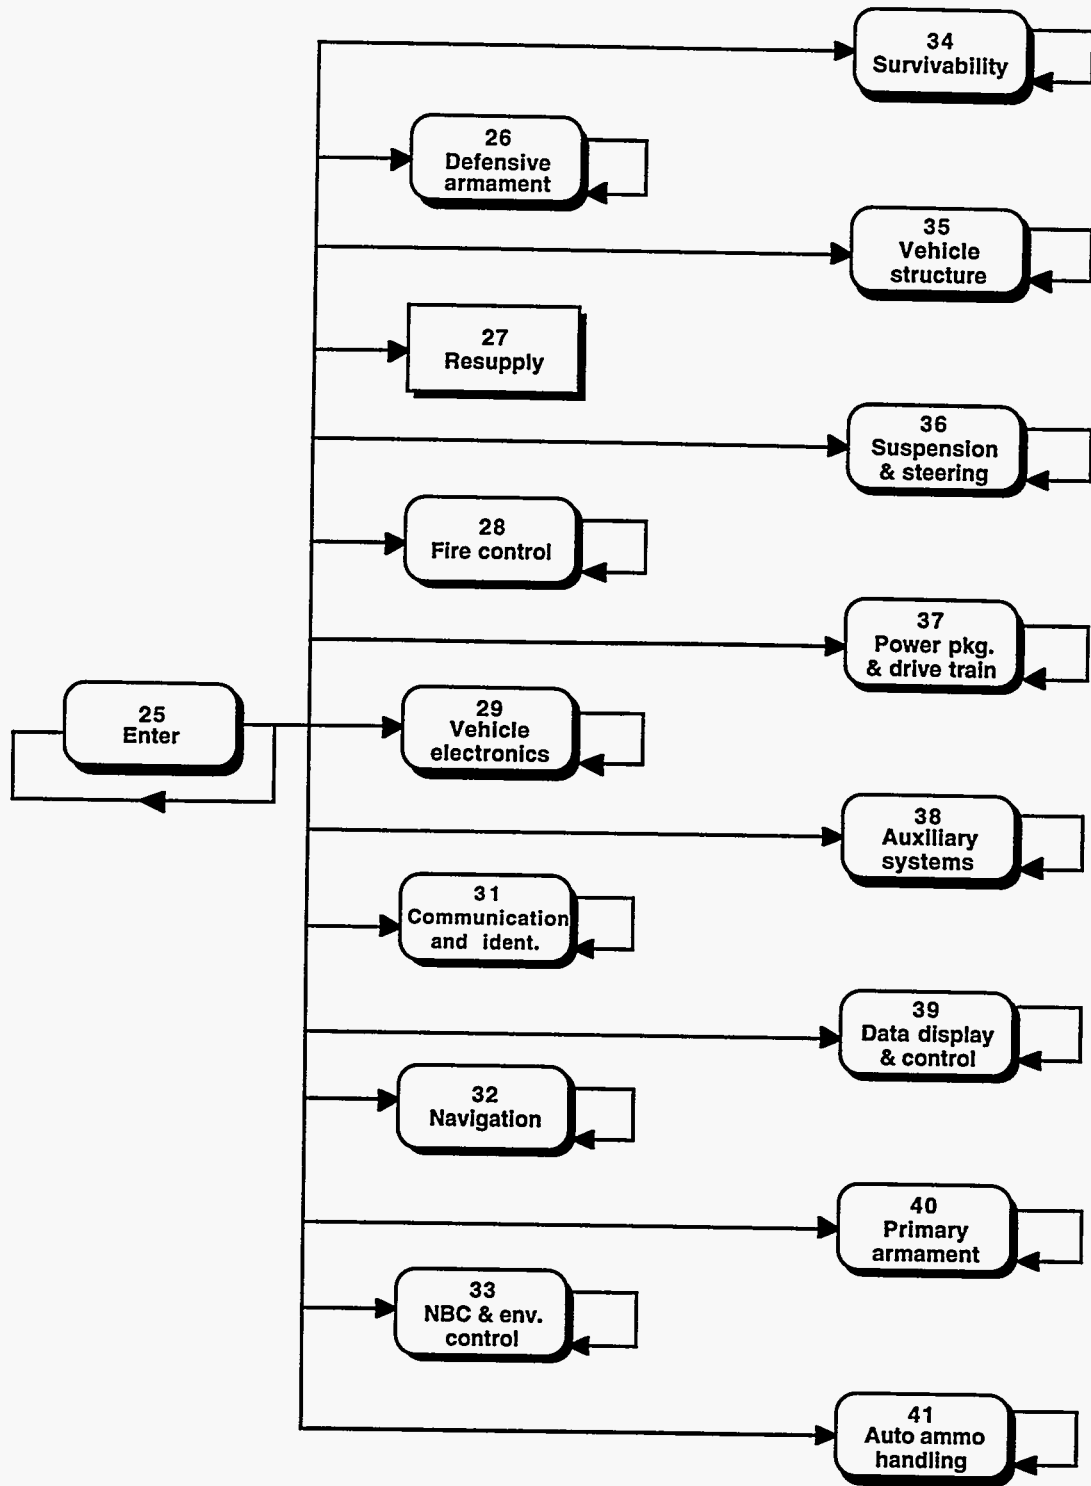 34
Survivability
26
Defensive
armament
35
Vehicle
structure
27
Resupply
36
Suspension
& steering
28
Fire control
37
Power pkg.
& drive train
25
Enter
29
Vehicle
electronics
38
Auxiliary
systems
31
Communication
and ident.
39
Data display
& control
32
Navigation
40
Primary
armament
33
NBC & env.
control
41
Auto ammo
handling